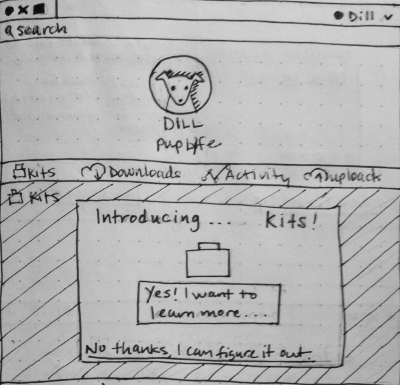 Dill
search
DILL
pupl4fe
kits Downloads Activity uploads
Kits
Introducing ... Kits!
Yes! I want to
learn more....
No thanks, I can figure it out.